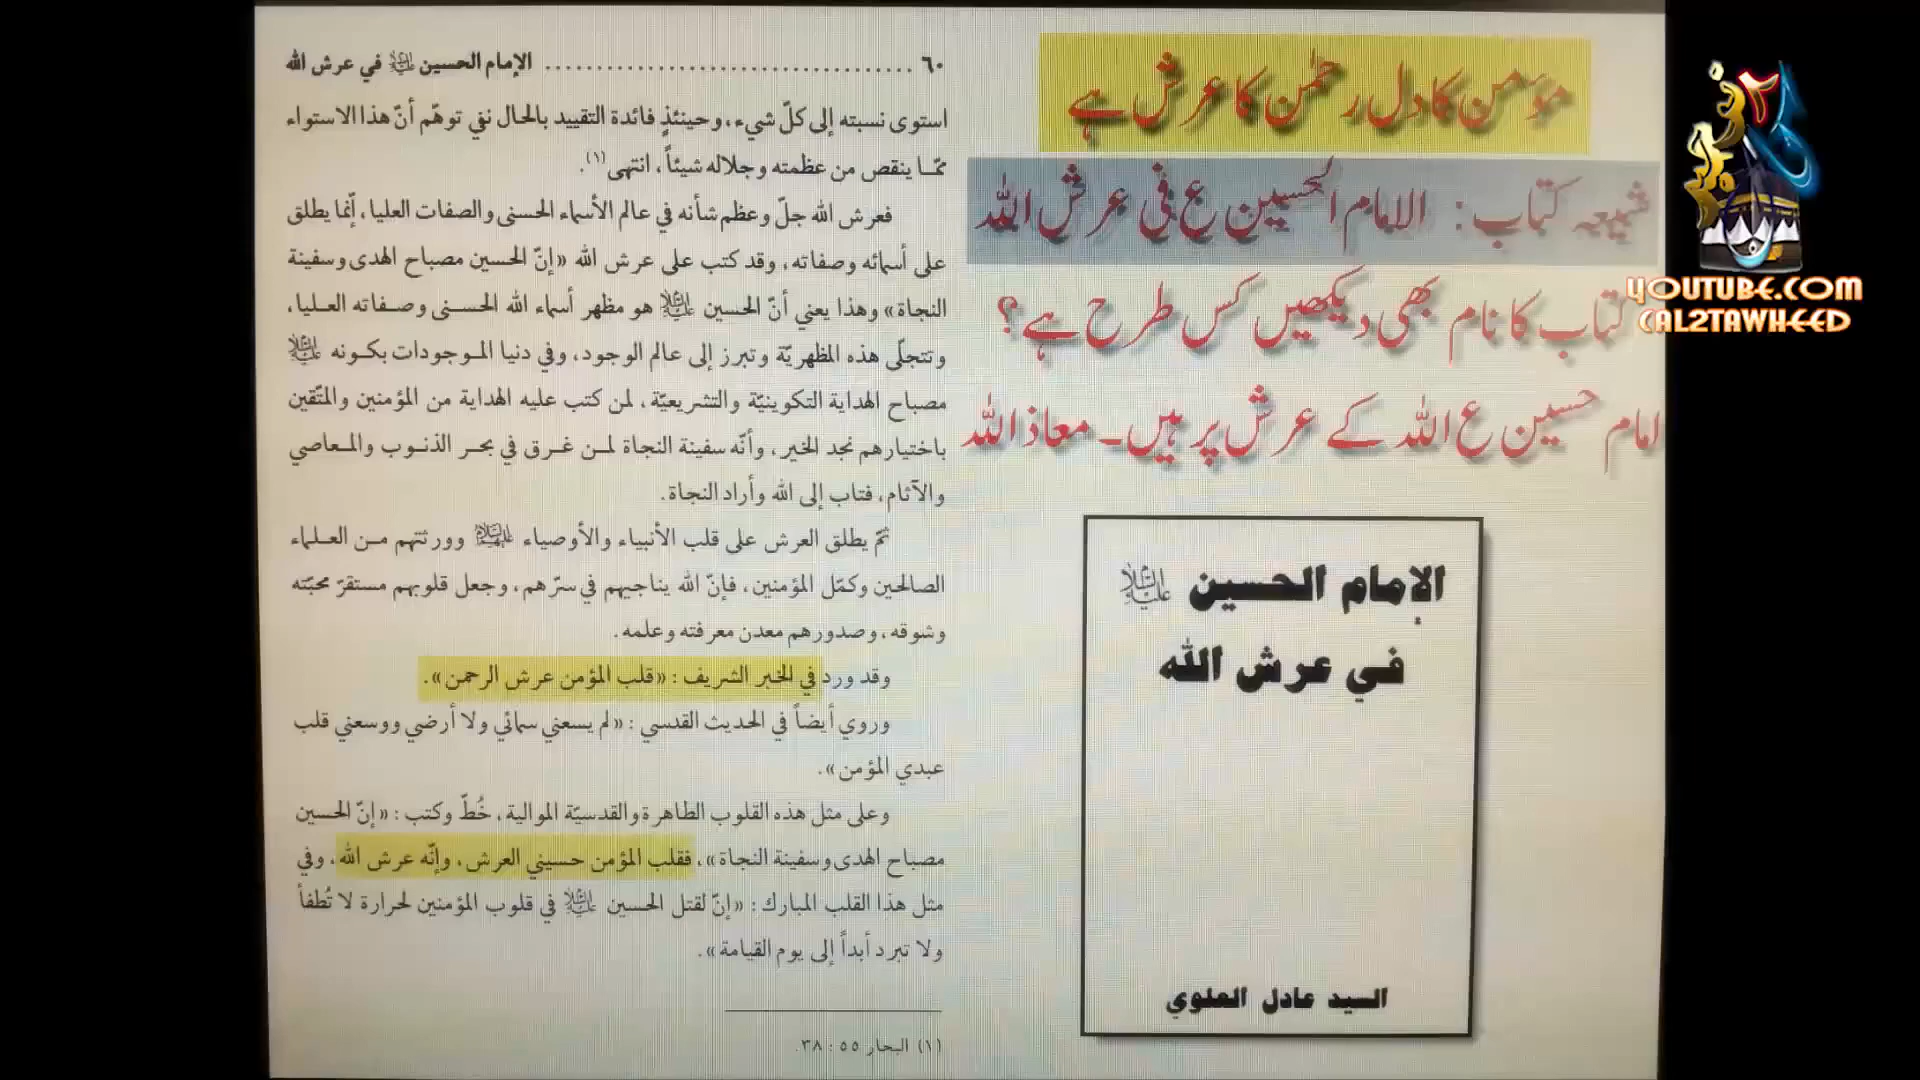 ٦٠ ................................... الإمام الحسين عليه السلام في عرش الله
استوى نسبته إلى كلّ شيء، وحينئذٍ فائدة التقييد بالحال نفي توهّم أنّ هذا الاستواء
ممّا ينقص من عظمته وجلاله شيئاً، انتهى(١).
فعرش الله جلّ وعظم شأنه في عالم الأسماء الحسنى والصفات العليا، أنّما يطلق
على أسمائه وصفاته، وقد كتب على عرش الله «إنّ الحسين مصباح الهدى وسفينة
النجاة» وهذا يعني أنّ الحسين عليه السلام هو مظهر أسماء الله الحسنى وصفاته العليا،
وتتجلّى هذه المظهريّة وتبرز إلى عالم الوجود، وفي دنيا الموجودات بكونه عليه السلام
مصباح الهداية التكوينيّة والتشريعيّة، لمن كتب عليه الهداية من المؤمنين والمتّقين
باختيارهم نجد الخير، وأنّه سفينة النجاة لمن غرق في بحر الذنوب والمعاصي
والآثام، فتاب إلى الله وأراد النجاة.
ثمّ يطلق العرش على قلب الأنبياء والأوصياء عليهم السلام وورثتهم من العلماء
الصالحين وكمّل المؤمنين، فإنّ الله يناجيهم في سرّهم، وجعل قلوبهم مستقرّ محبّته
وشوقه، وصدورهم معدن معرفته وعلمه.
وقد ورد في الخبر الشريف: «قلب المؤمن عرش الرحمن».
وروي أيضاً في الحديث القدسي: «لم يسعني سمائي ولا أرضي ووسعني قلب
عبدي المؤمن».
وعلى مثل هذه القلوب الطاهرة والقدسيّة الموالية، خُطّ وكتب: «إنّ الحسين
مصباح الهدى وسفينة النجاة»، فقلب المؤمن حسيني العرش، وإنّه عرش الله، وفي
مثل هذا القلب المبارك: «إنّ لقتل الحسين عليه السلام في قلوب المؤمنين لحرارة لا تُطفأ
ولا تبرد أبداً إلى يوم القيامة».
(١) البحار ٥٥: ٣٨.
مؤمن کا دل رحمٰن کا عرش ہے
شیعہ کتاب: الامام الحسین ع فی عرش اللہ
کتاب کا نام بھی دیکھیں کس طرح ہے؟
امام حسین ع اللہ کے عرش پر ہیں۔ معاذ اللہ
الإمام الحسين عليه السلام
في عرش الله
السيد عادل العلوي
YOUTUBE.COM
CAL2TAWHEED